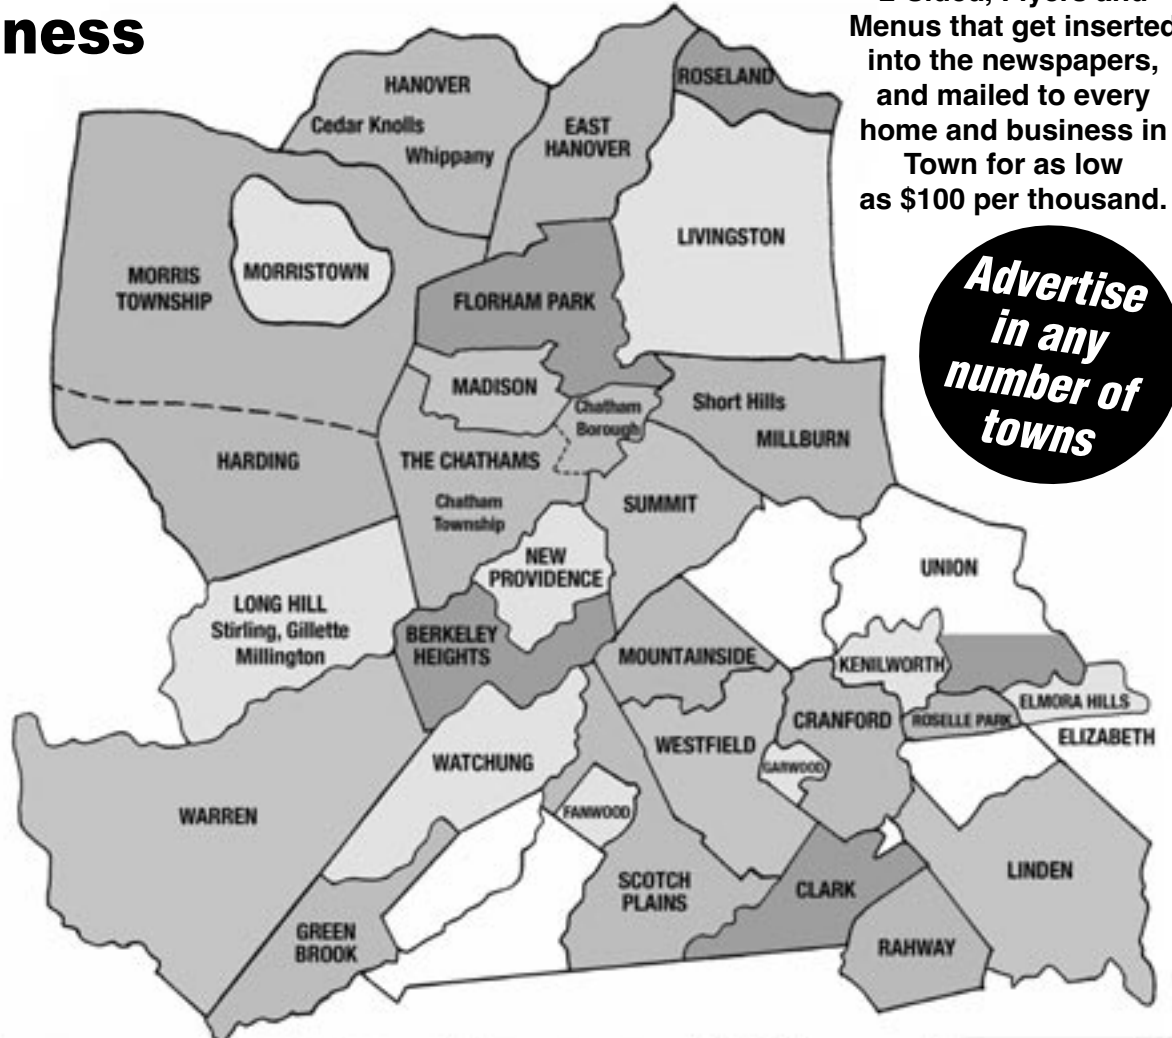 ness
Menus that get inserted
into the newspapers,
and mailed to every
home and business in
Town for as low
as $100 per thousand.
Advertise
in any
number of
towns
HANOVER
Cedar Knolls
Whippany
EAST
HANOVER
ROSELAND
LIVINGSTON
MORRIS
TOWNSHIP
MORRISTOWN
FLORHAM PARK
MADISON
Chatham
Borough
Short Hills
MILLBURN
HARDING
THE CHATHAMS
Chatham
Township
SUMMIT
NEW
PROVIDENCE
UNION
LONG HILL
Stirling, Gillette
Millington
BERKELEY
HEIGHTS
MOUNTAINSIDE
KENILWORTH
ELMORA HILLS
ROSELLE PARK
ELIZABETH
CRANFORD
WESTFIELD
GARWOOD
WATCHUNG
WARREN
FANWOOD
SCOTCH
PLAINS
CLARK
LINDEN
GREEN
BROOK
RAHWAY